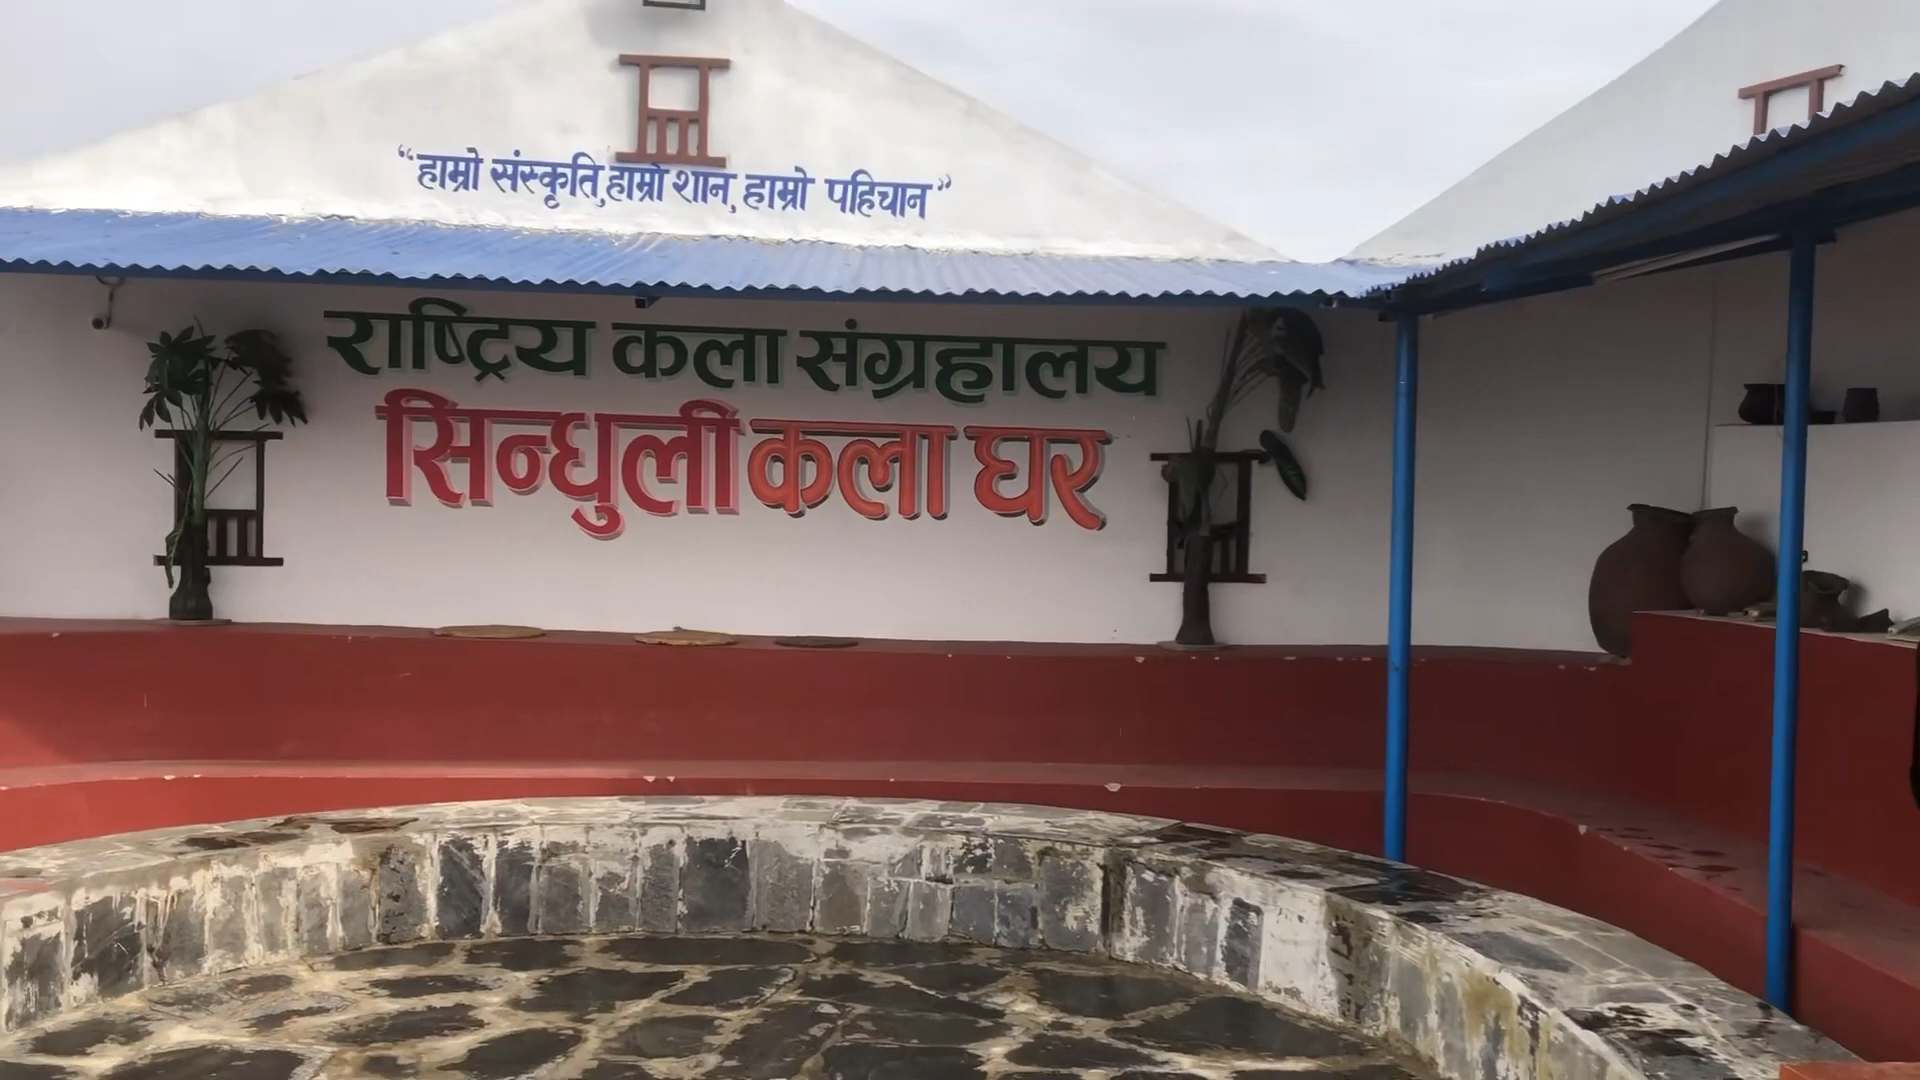 “हाम्रो संस्कृति, हाम्रो शान, हाम्रो पहिचान”
राष्ट्रिय कला संग्रहालय
सिन्धुली कला घर